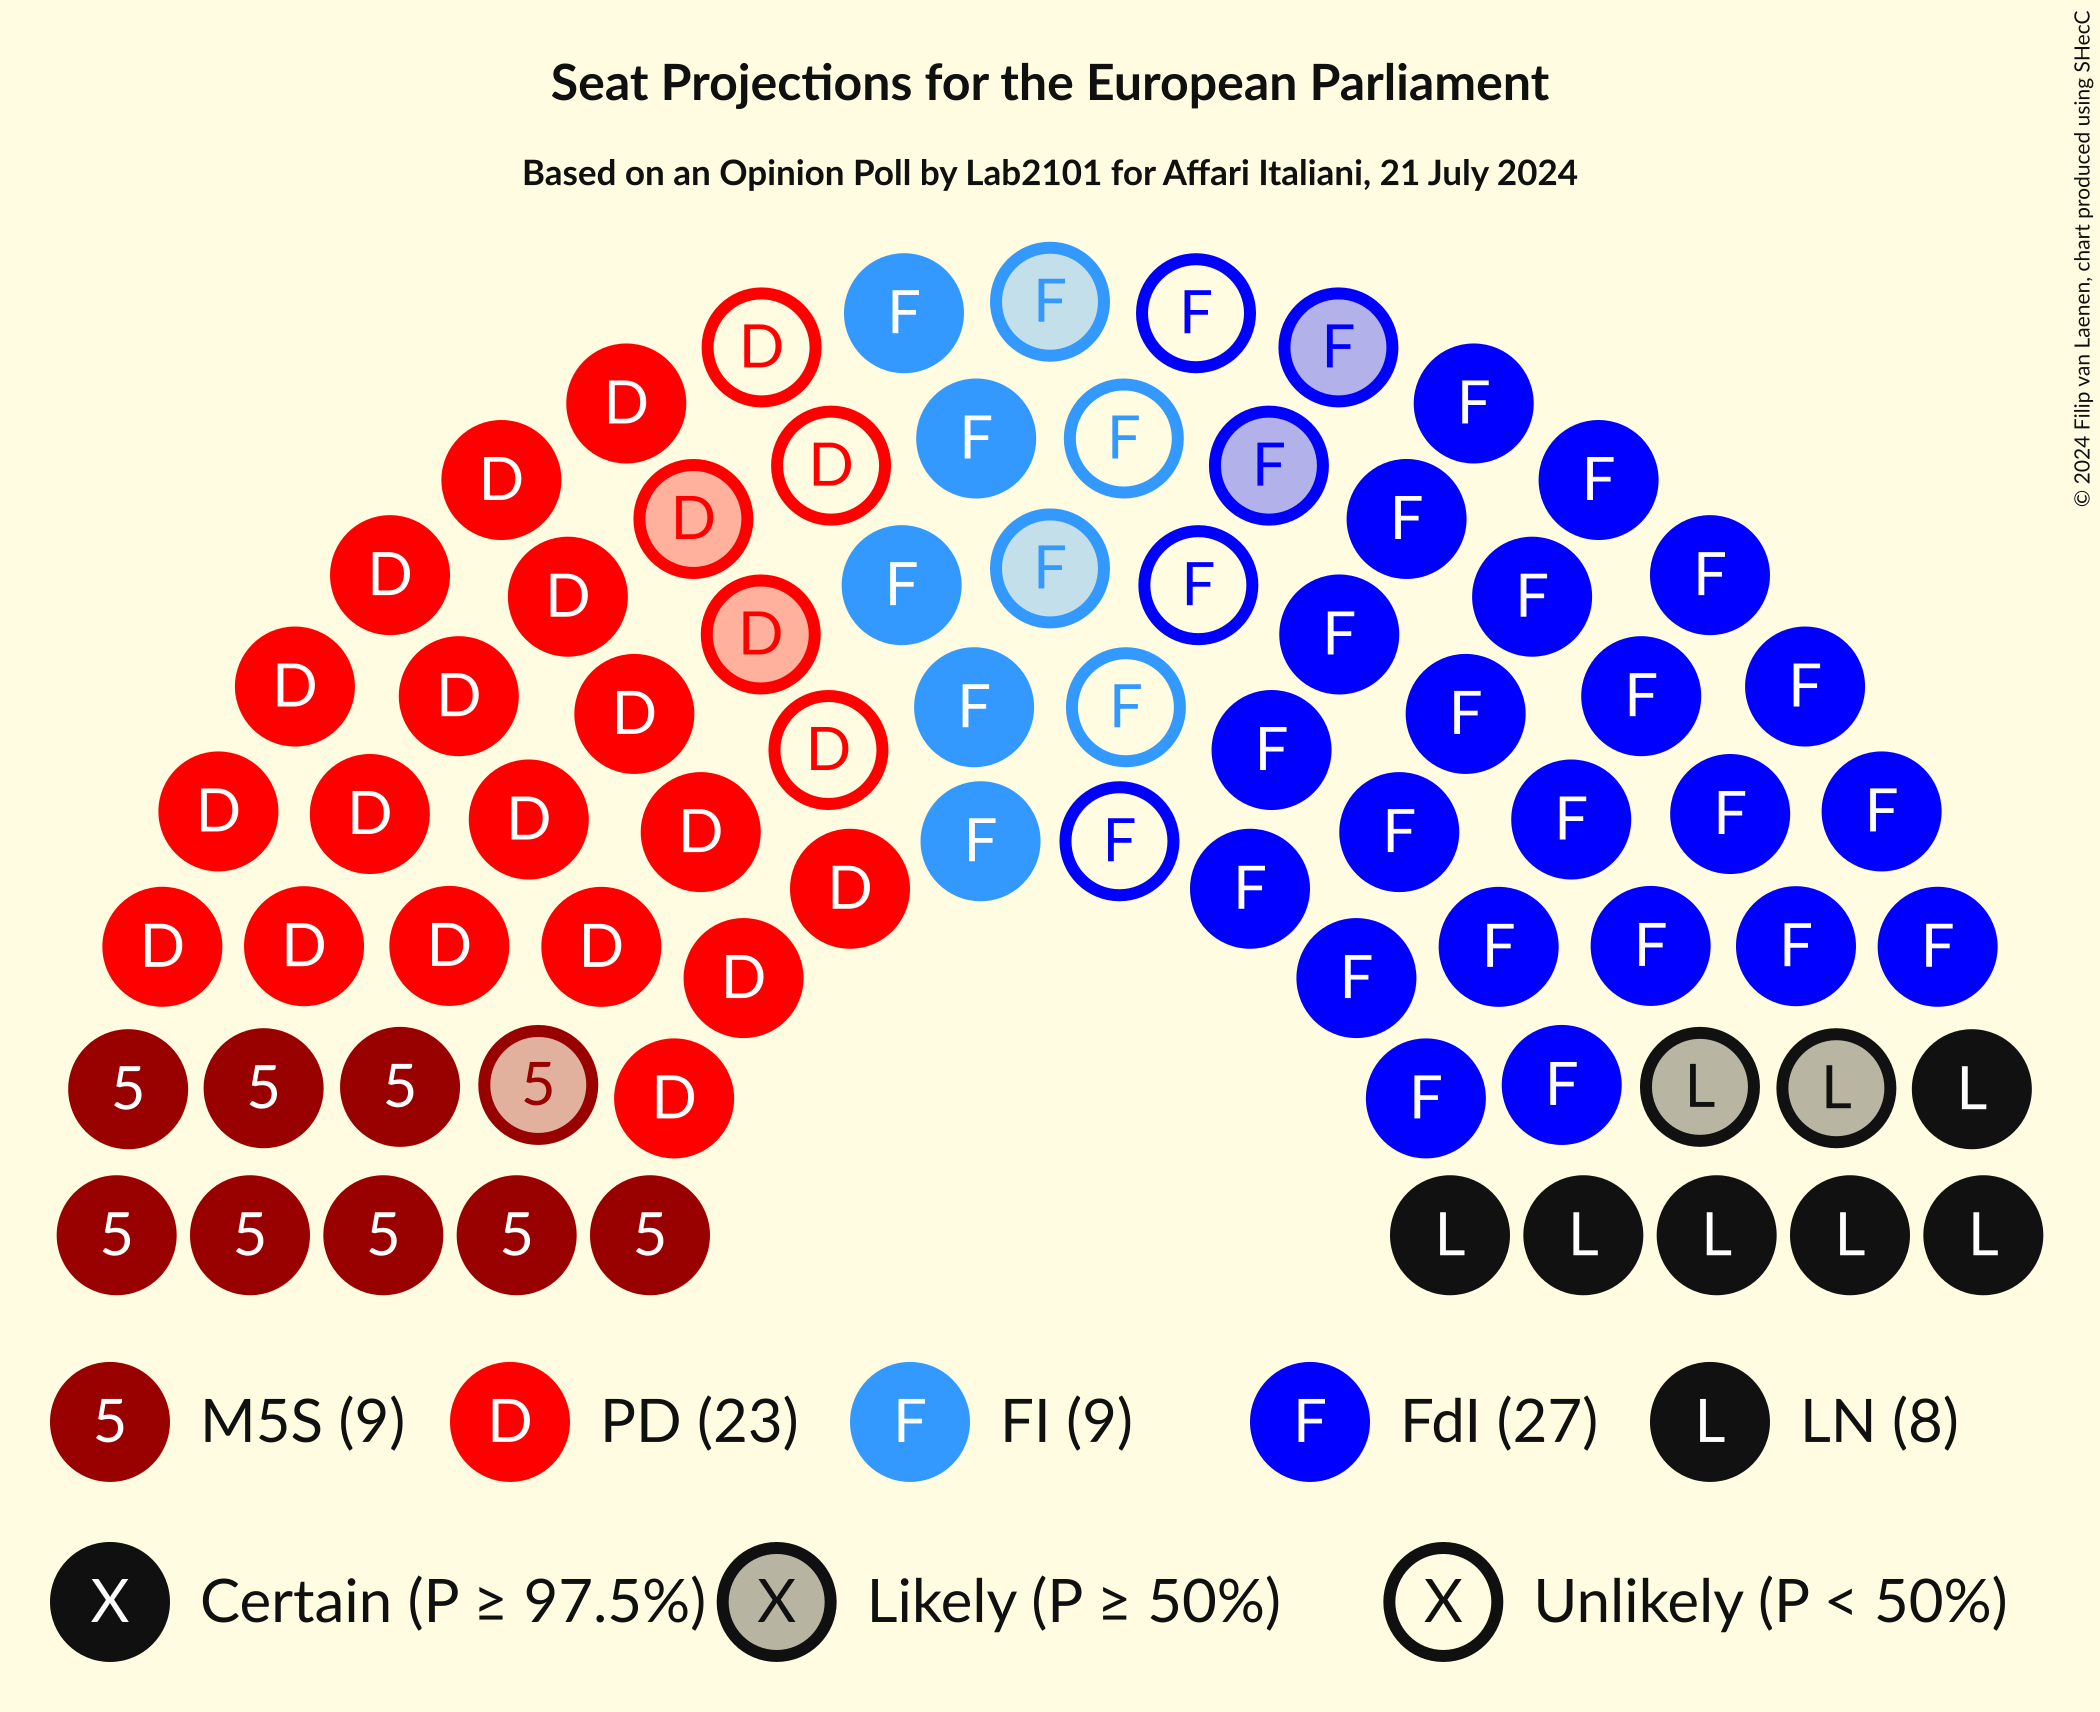 Seat Projections for the European Parliament
Based on an Opinion Poll by Lab2101 for Affari Italiani, 21 July 2024
© 2024 Filip van Laenen, chart produced using SHecC
F
D F F F
D F F D
D F F F
D F D F
D F F F
D F D F
D F F D
D F D F
D F F F
D F D F
D D F F
D F D F
D D F F
D D D D F F F F
D F
5 5 5 5 F L L L
D F
5 5 5 5 5 L L L L L
5 M5S (9) D PD (23) F FI (9) F FdI (27) L LN (8)
X Certain (P ≥ 97.5%) X Likely (P ≥ 50%) X Unlikely (P < 50%)